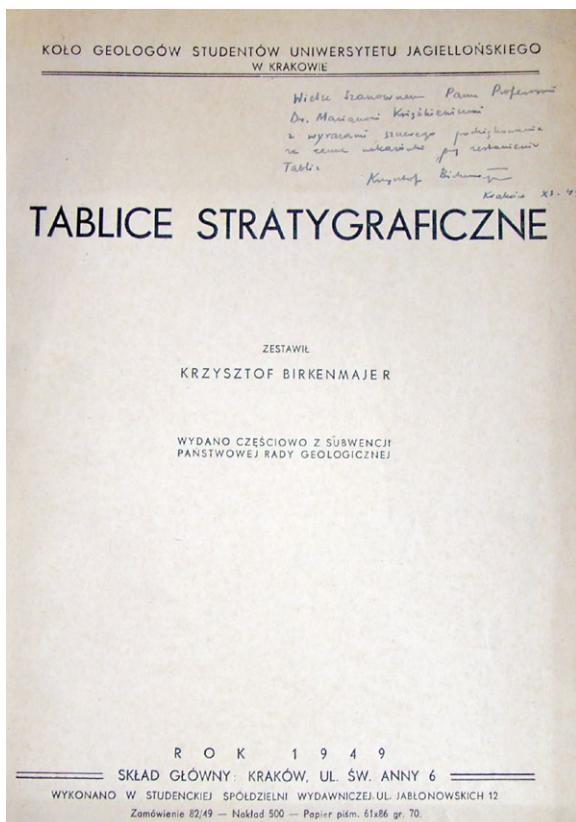 KOŁO GEOLOGÓW STUDENTÓW UNIWERSYTETU JAGIELLOŃSKIEGO
W KRAKOWIE
Wielce Szanownemu Panu Profesorowi
Dr. Marianowi Książkiewiczowi
z wyrazami szczerego podziękowania
za cenne wskazówki przy zestawieniu
Tablic
Krzysztof Birkenmajer
Kraków XI.
TABLICE STRATYGRAFICZNE
ZESTAWIŁ
KRZYSZTOF BIRKENMAJER
WYDANO CZĘŚCIOWO Z SUBWENCJI
PAŃSTWOWEJ RADY GEOLOGICZNEJ
ROK 1949
SKŁAD GŁÓWNY: KRAKÓW, UL. ŚW. ANNY 6
WYKONANO W STUDENCKIEJ SPÓŁDZIELNI WYDAWNICZEJ UL. JABŁONOWSKICH 12
Zamówienie 82/49 — Nakład 500 — Papier piśm. 61x86 gr. 70.